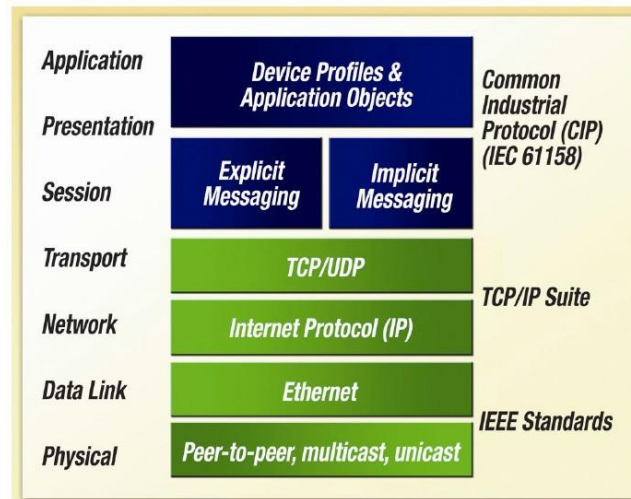 Application
Presentation
Session
Transport
Network
Data Link
Physical
Device Profiles &
Application Objects
Explicit
Messaging
Implicit
Messaging
TCP/UDP
Internet Protocol (IP)
Ethernet
Peer-to-peer, multicast, unicast
Common
Industrial
Protocol (CIP)
(IEC 61158)
TCP/IP Suite
IEEE Standards